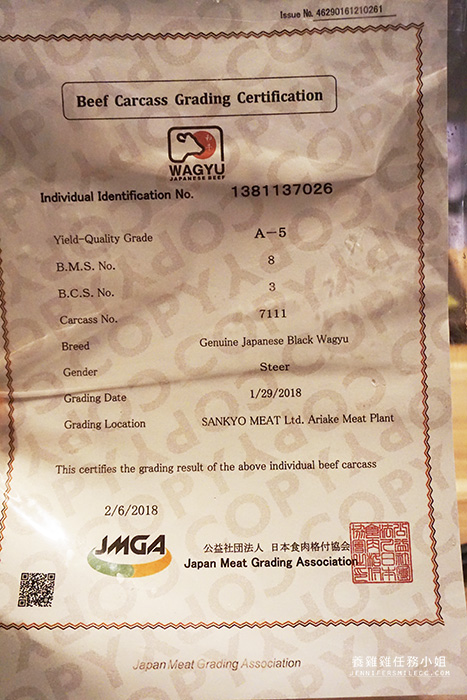 Issue No. 46290161210261
Beef Carcass Grading Certification
WAGYU
JAPANESE BEEF
Individual Identification No. 1381137026
Yield-Quality Grade A-5
B.M.S. No. 8
B.C.S. No. 3
Carcass No. 7111
Breed Genuine Japanese Black Wagyu
Gender Steer
Grading Date 1/29/2018
Grading Location SANKYO MEAT Ltd. Ariake Meat Plant
This certifies the grading result of the above individual beef carcass
2/6/2018
JMGA
公益社団法人 日本食肉格付協会
Japan Meat Grading Association
Japan Meat Grading Association
養雞雞任務小姐
JENNIFERSMILECC.COM